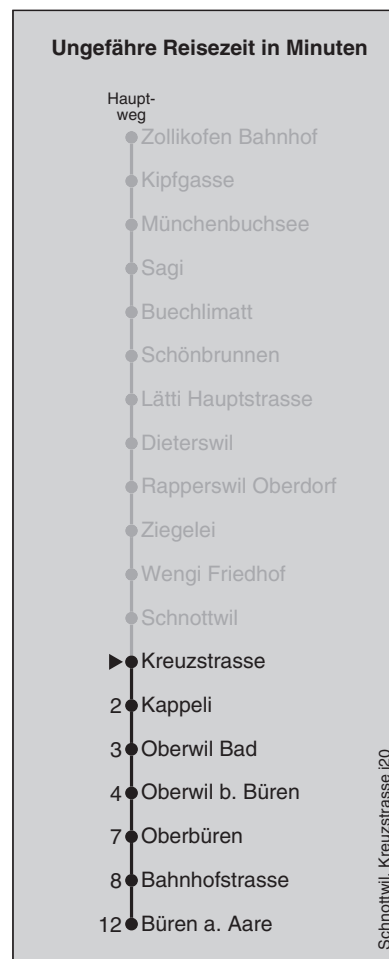 Ungefähre Reisezeit in Minuten
Haupt-
weg
Zollikofen Bahnhof
Kipfgasse
Münchenbuchsee
Sagi
Buechlimatt
Schönbrunnen
Lätti Hauptstrasse
Dieterswil
Rapperswil Oberdorf
Ziegelei
Wengi Friedhof
Schnottwil
Kreuzstrasse
2 Kappeli
3 Oberwil Bad
4 Oberwil b. Büren
7 Oberbüren
8 Bahnhofstrasse
12 Büren a. Aare
Schnottwil, Kreuzstrasse j20